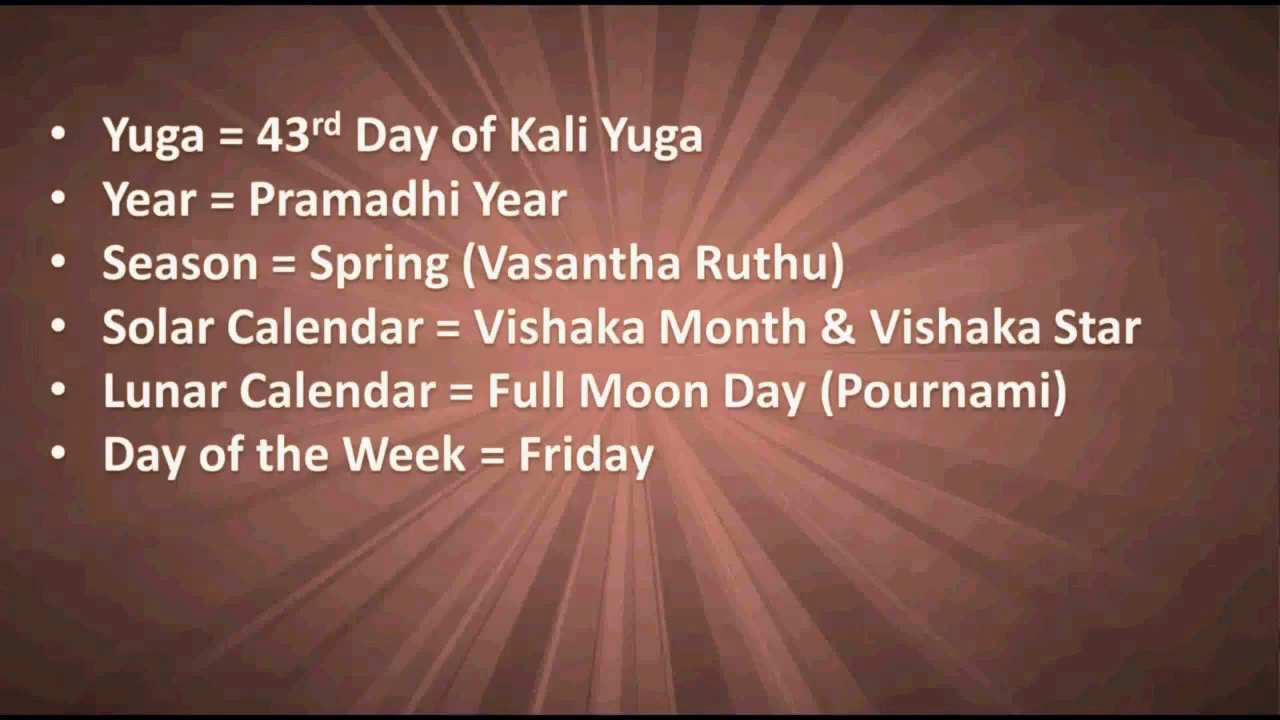 • Yuga = 43rd Day of Kali Yuga
• Year = Pramadhi Year
• Season = Spring (Vasantha Ruthu)
• Solar Calendar = Vishaka Month & Vishaka Star
• Lunar Calendar = Full Moon Day (Pournami)
• Day of the Week = Friday